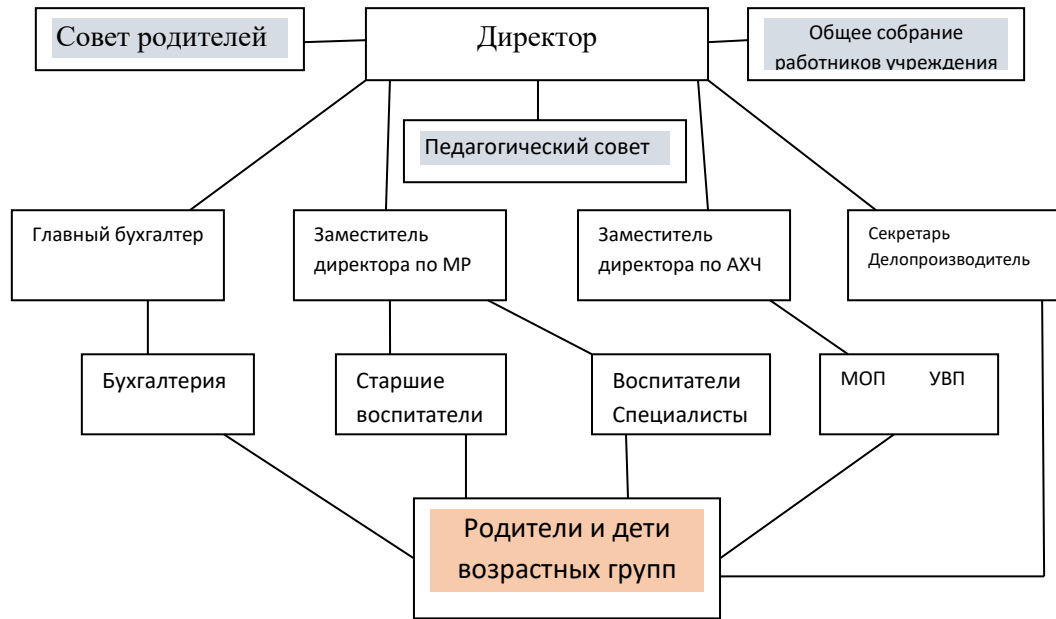 Совет родителей
Директор
Общее собрание
работников учреждения
Педагогический совет
Главный бухгалтер
Заместитель
директора по МР
Заместитель
директора по АХЧ
Секретарь
Делопроизводитель
Бухгалтерия
Старшие
воспитатели
Воспитатели
Специалисты
МОП УВП
Родители и дети
возрастных групп